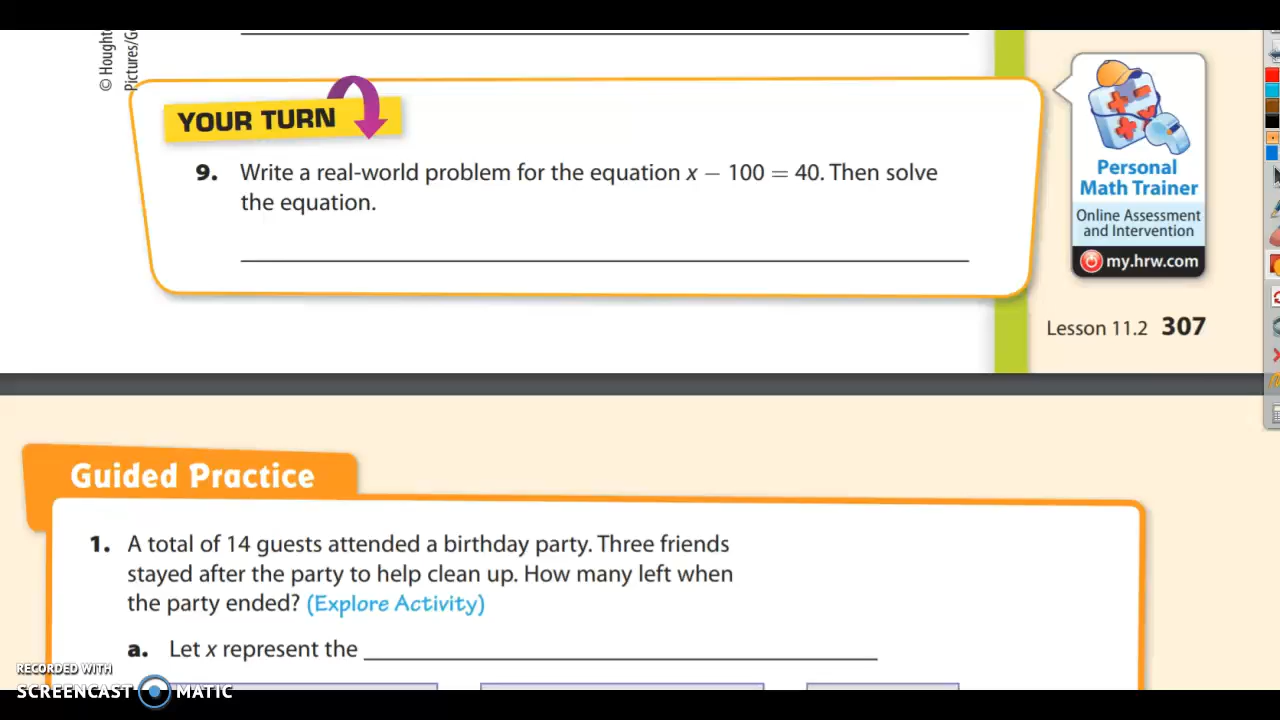 © Hought
Pictures/G
YOUR TURN
9. Write a real-world problem for the equation x − 100 = 40. Then solve
the equation.
Personal
Math Trainer
Online Assessment
and Intervention
my.hrw.com
Lesson 11.2 307
Guided Practice
1. A total of 14 guests attended a birthday party. Three friends
stayed after the party to help clean up. How many left when
the party ended? (Explore Activity)
a. Let x represent the
RECORDED WITH
SCREENCAST MATIC